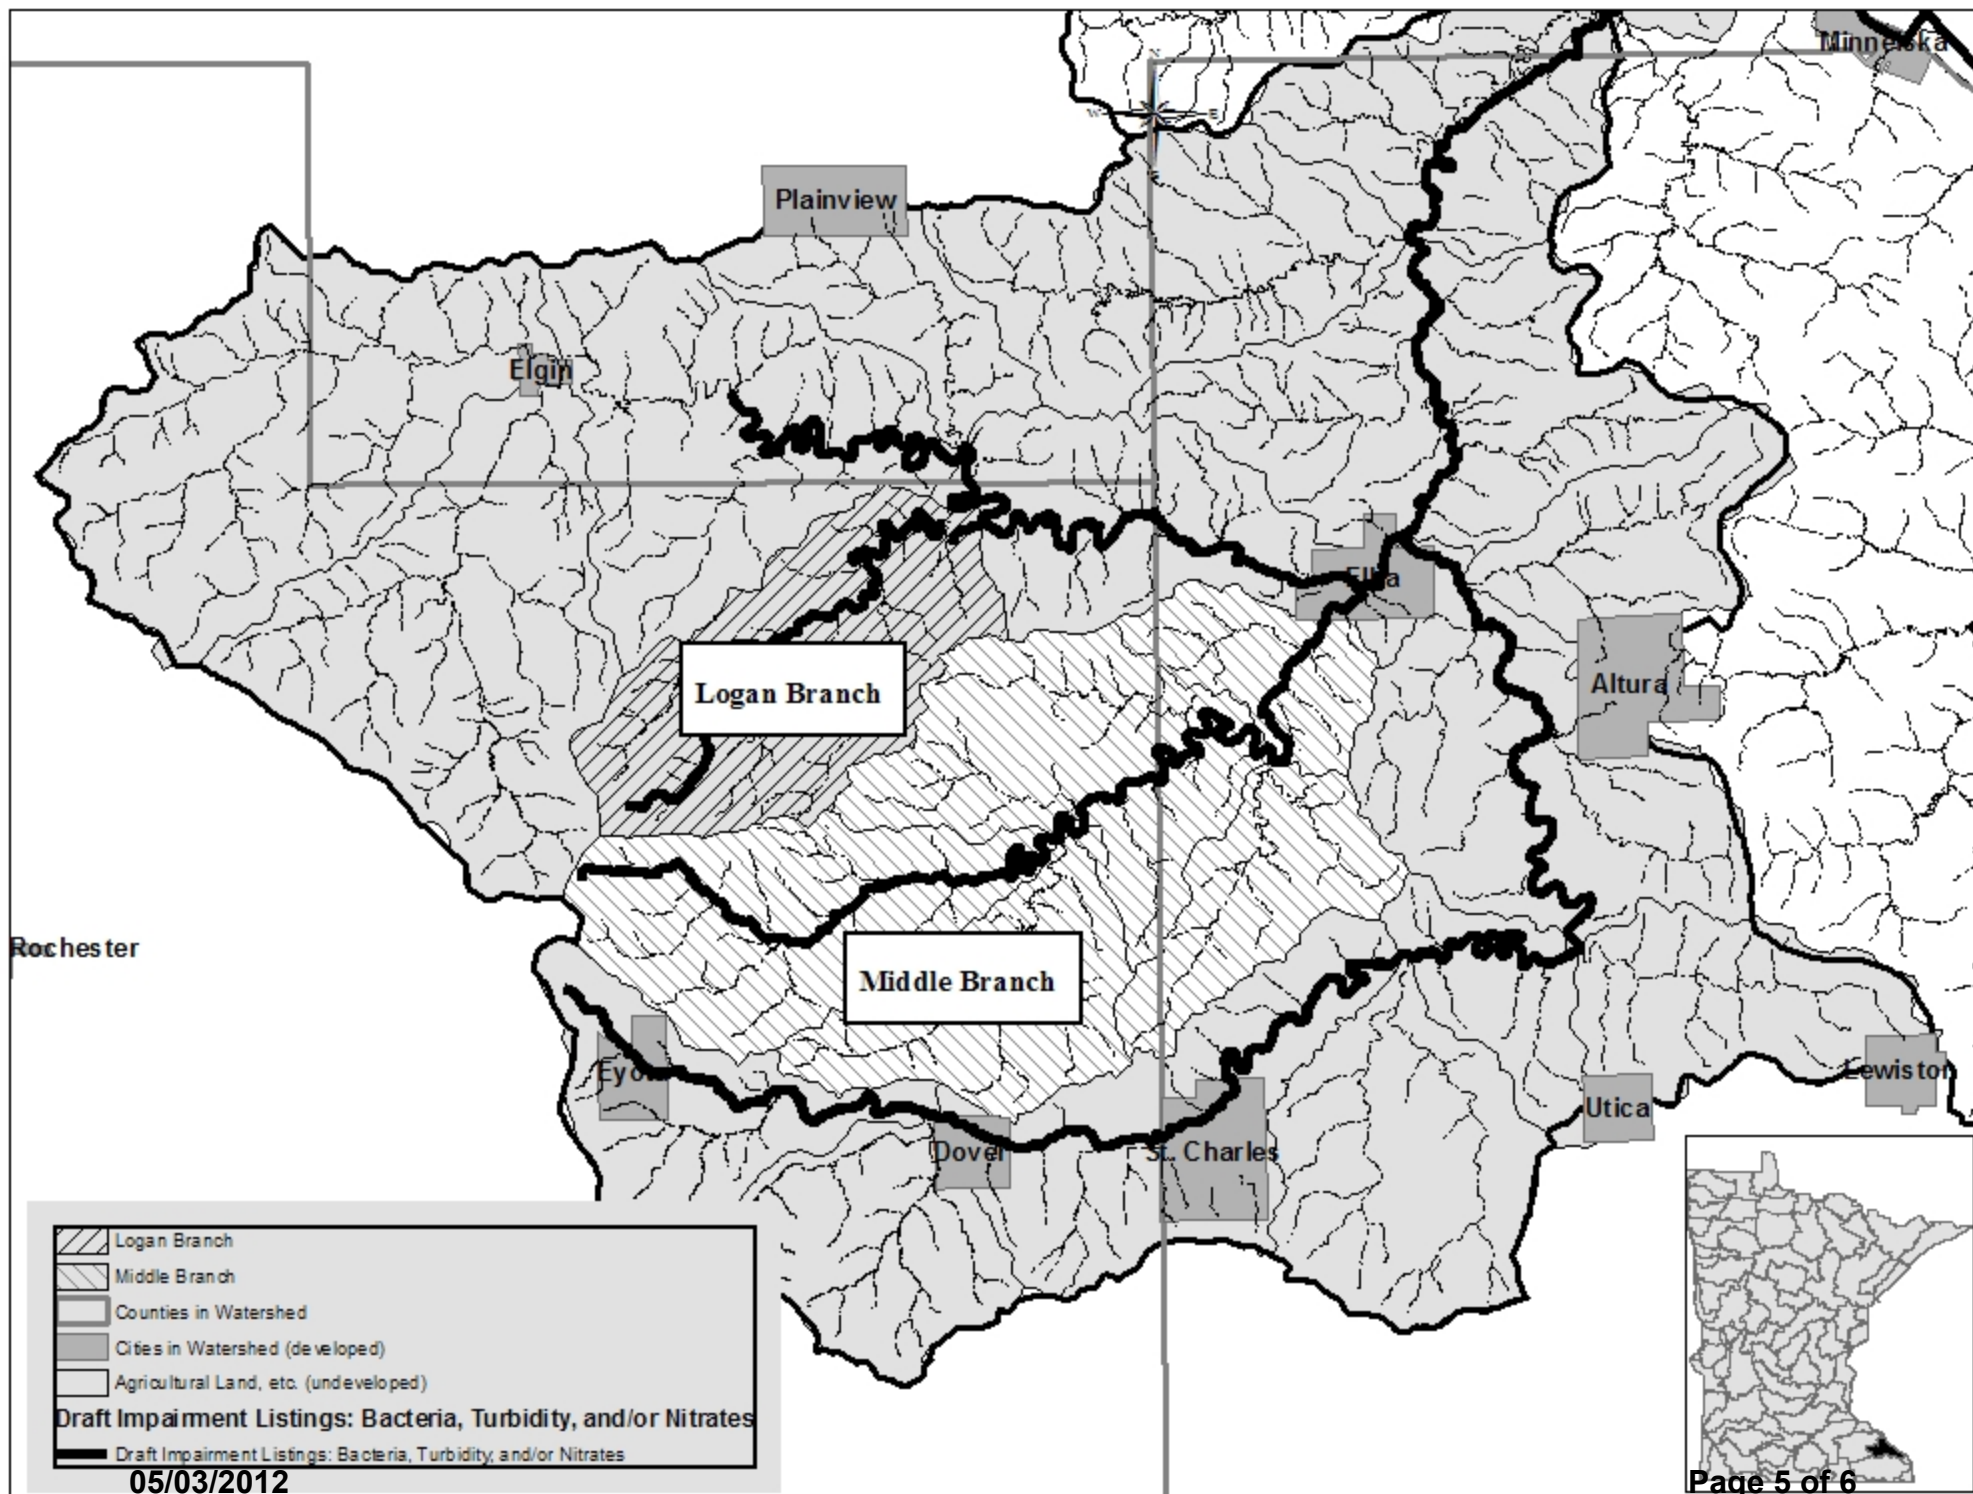 Minneiska
N
W
E
S
Plainview
Elgin
Elba
Altura
Logan Branch
Rochester
Middle Branch
Eyota
Lewiston
Utica
Dover
St. Charles
Logan Branch
Middle Branch
Counties in Watershed
Cities in Watershed (developed)
Agricultural Land, etc. (undeveloped)
Draft Impairment Listings: Bacteria, Turbidity, and/or Nitrates
Draft Impairment Listings: Bacteria, Turbidity, and/or Nitrates
05/03/2012
Page 5 of 6